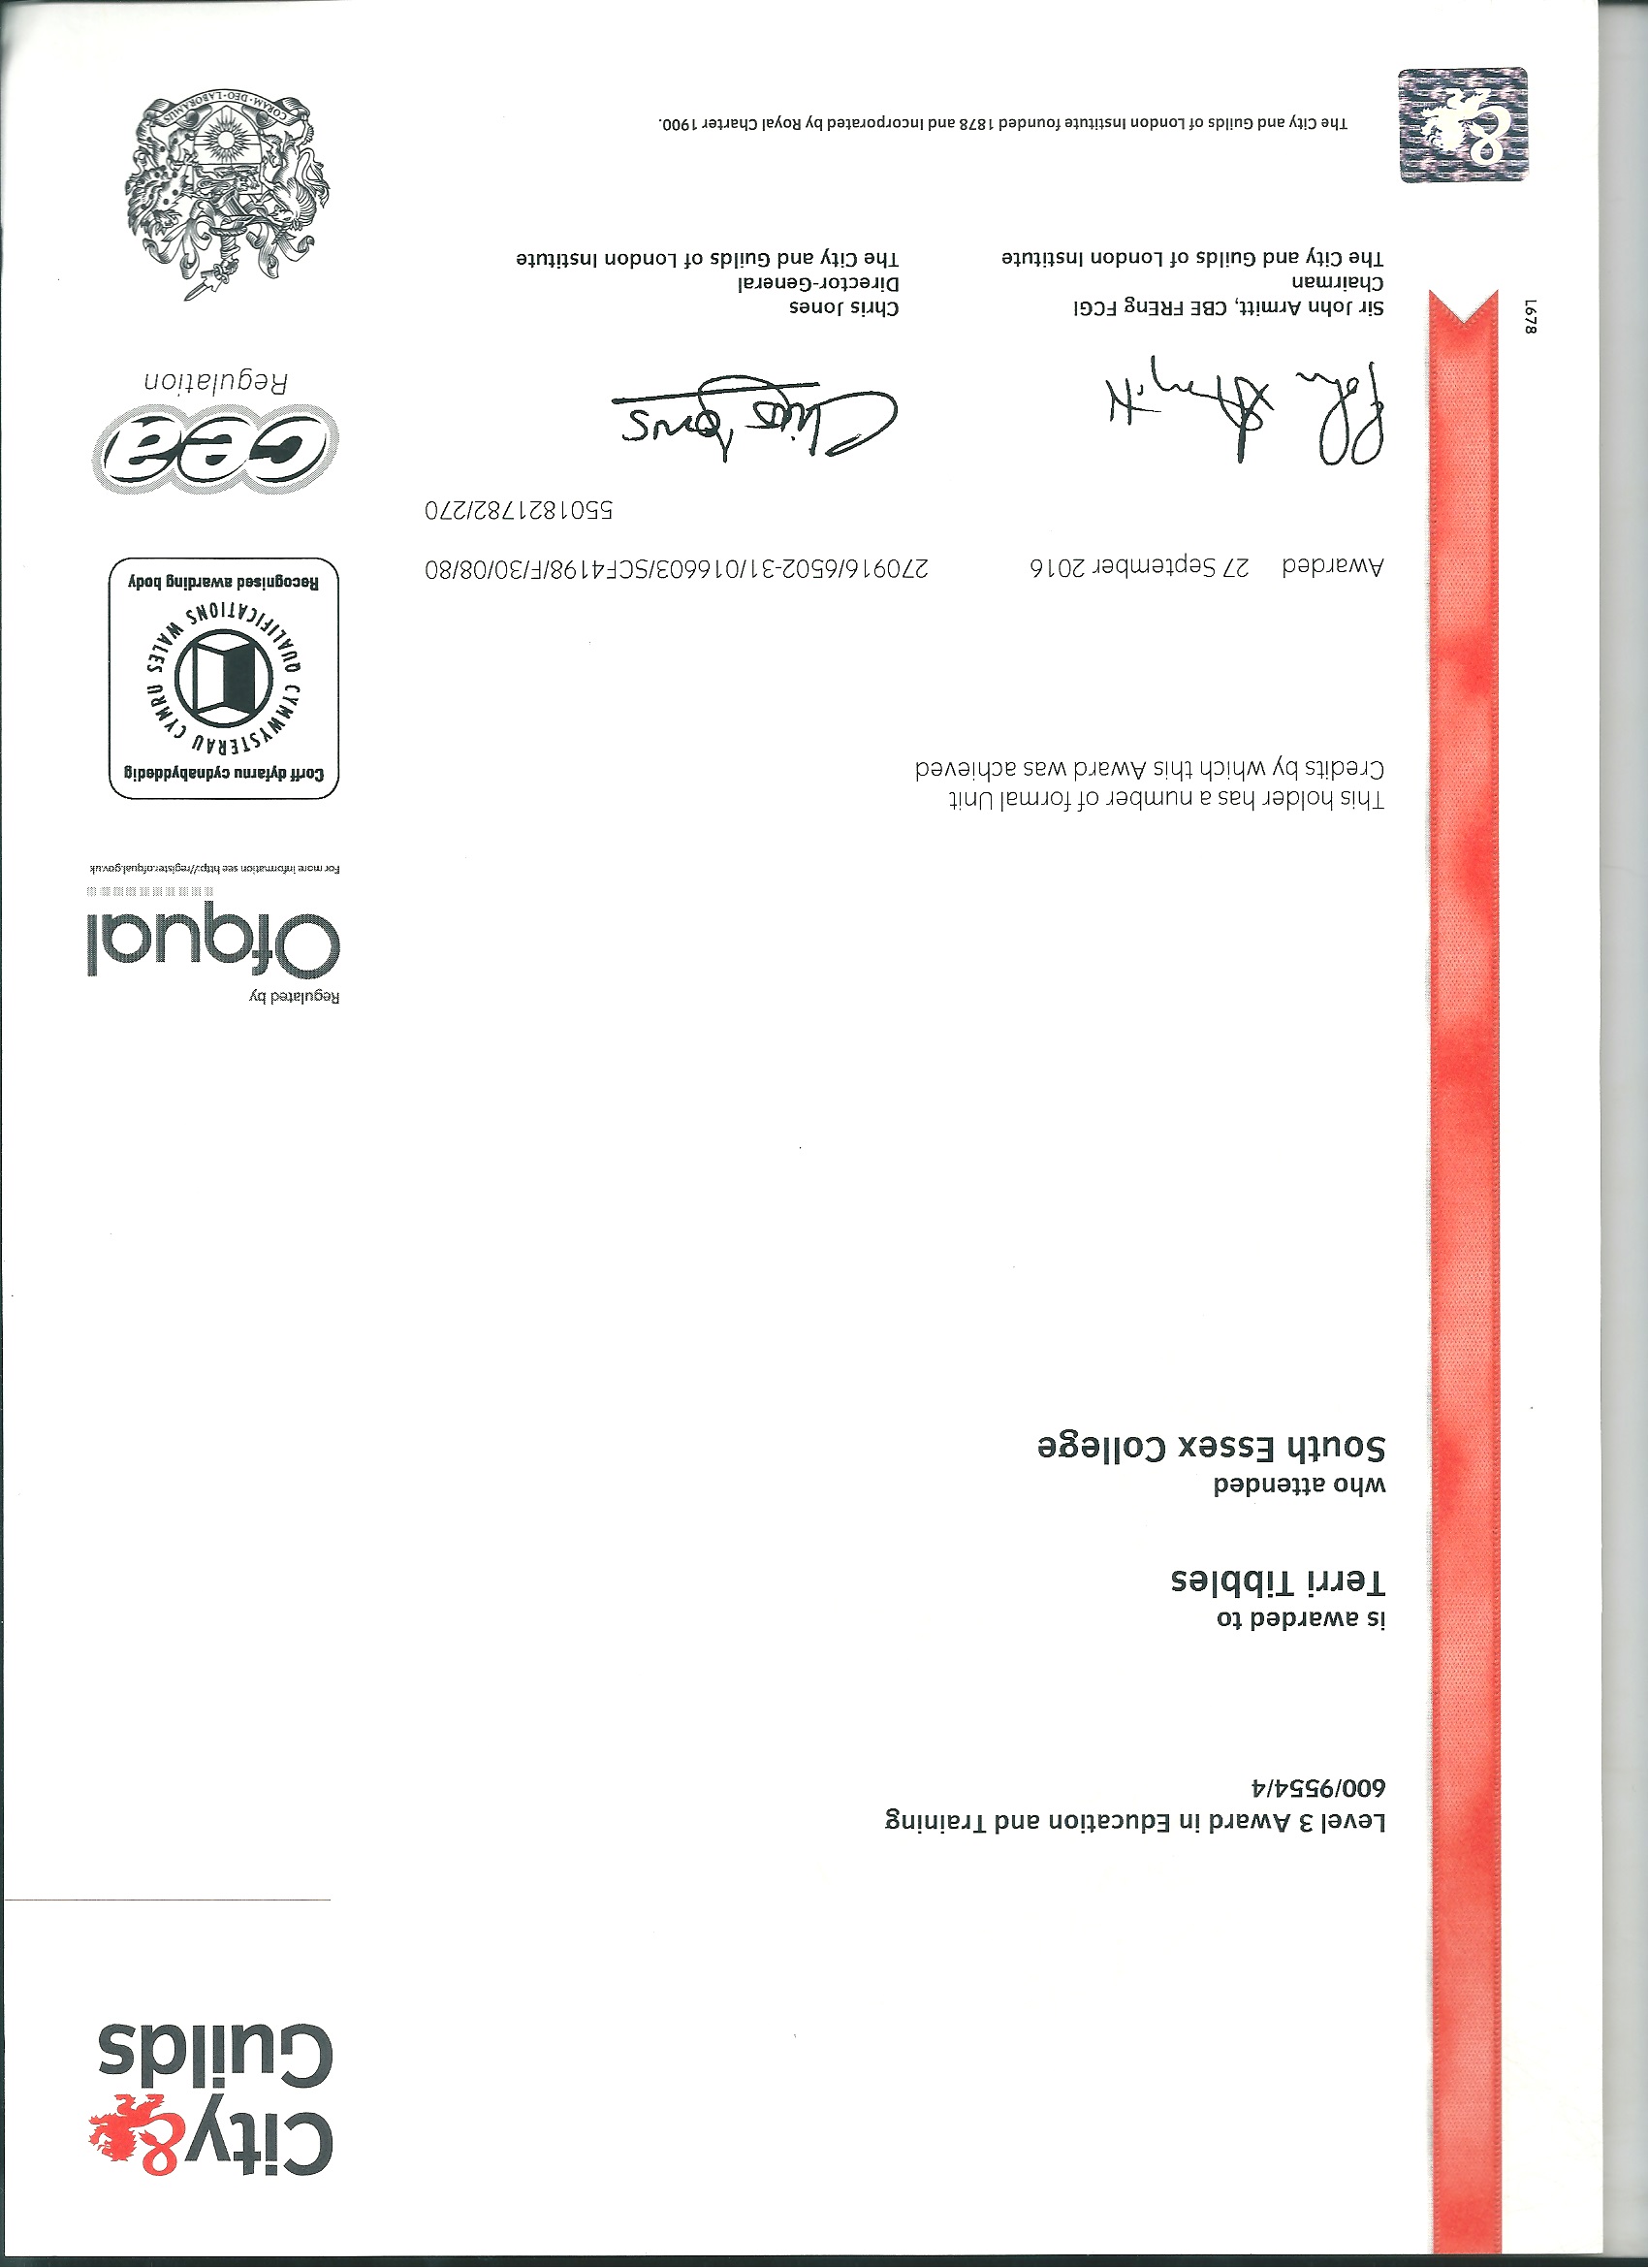 City&
Guilds
Level 3 Award in Education and Training
600/9554/4
is awarded to
Terri Tibbles
who attended
South Essex College
Regulated by
Ofqual
For more information see http://register.ofqual.gov.uk
This holder has a number of formal Unit
Credits by which this Award was achieved
Corff dyfarnu cydnabyddedig
CYMWYSTERAU CYMRU
QUALIFICATIONS WALES
Recognised awarding body
Awarded 27 September 2016 270916/6502-31/016603/SCF4198/F/30/08/80
5501821782/270
cea
Regulation
John Armitt Chris Jones
L678
Sir John Armitt, CBE FREng FCGI
Chairman
The City and Guilds of London Institute
Chris Jones
Director-General
The City and Guilds of London Institute
&
The City and Guilds of London Institute founded 1878 and Incorporated by Royal Charter 1900.
CORAM·DEO·LABORAMUS